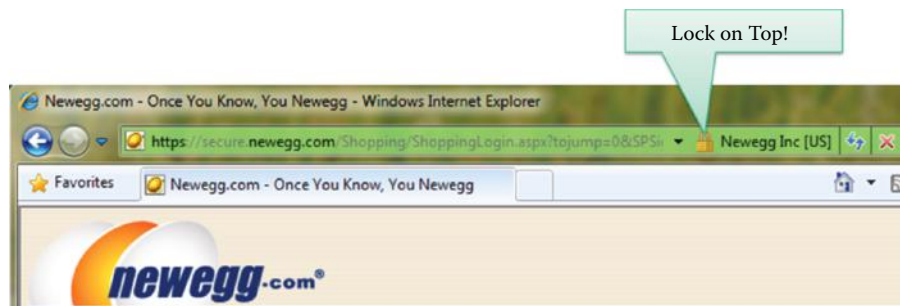 Lock on Top!
Newegg.com - Once You Know, You Newegg - Windows Internet Explorer
https://secure.newegg.com/Shopping/ShoppingLogin.aspx?tojump=0&SPSi Newegg Inc [US]
Favorites Newegg.com - Once You Know, You Newegg
newegg.com®